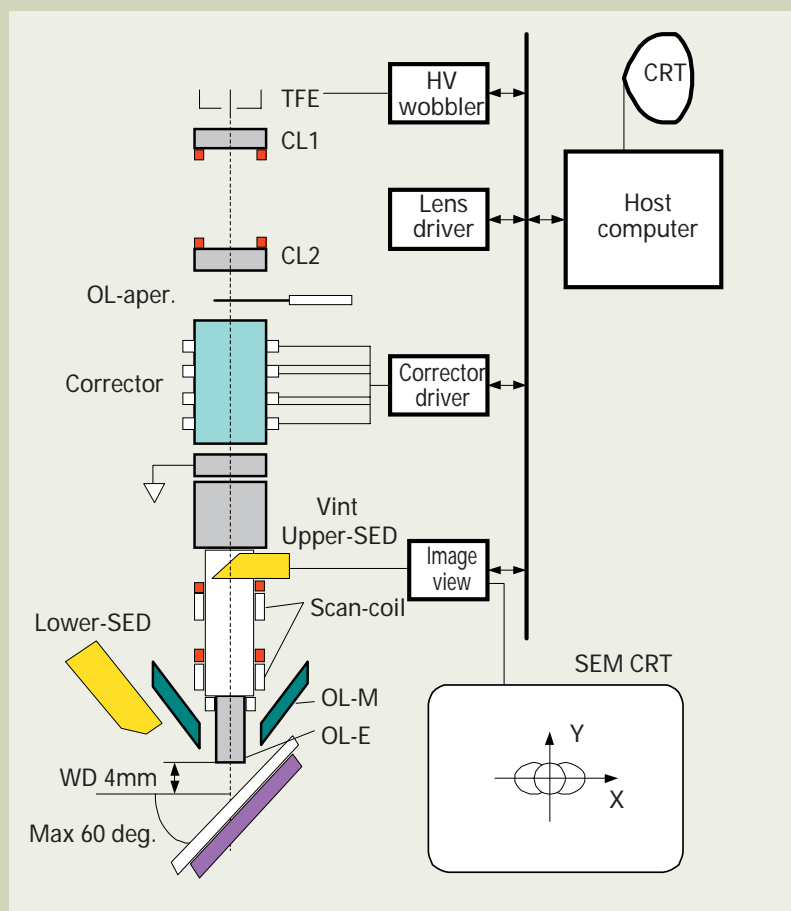 TFE
HV
wobbler
CRT
CL1
Lens
driver
Host
computer
CL2
OL-aper.
Corrector
Corrector
driver
Vint
Upper-SED
Image
view
Scan-coil
Lower-SED
SEM CRT
OL-M
OL-E
Y
X
WD 4mm
Max 60 deg.